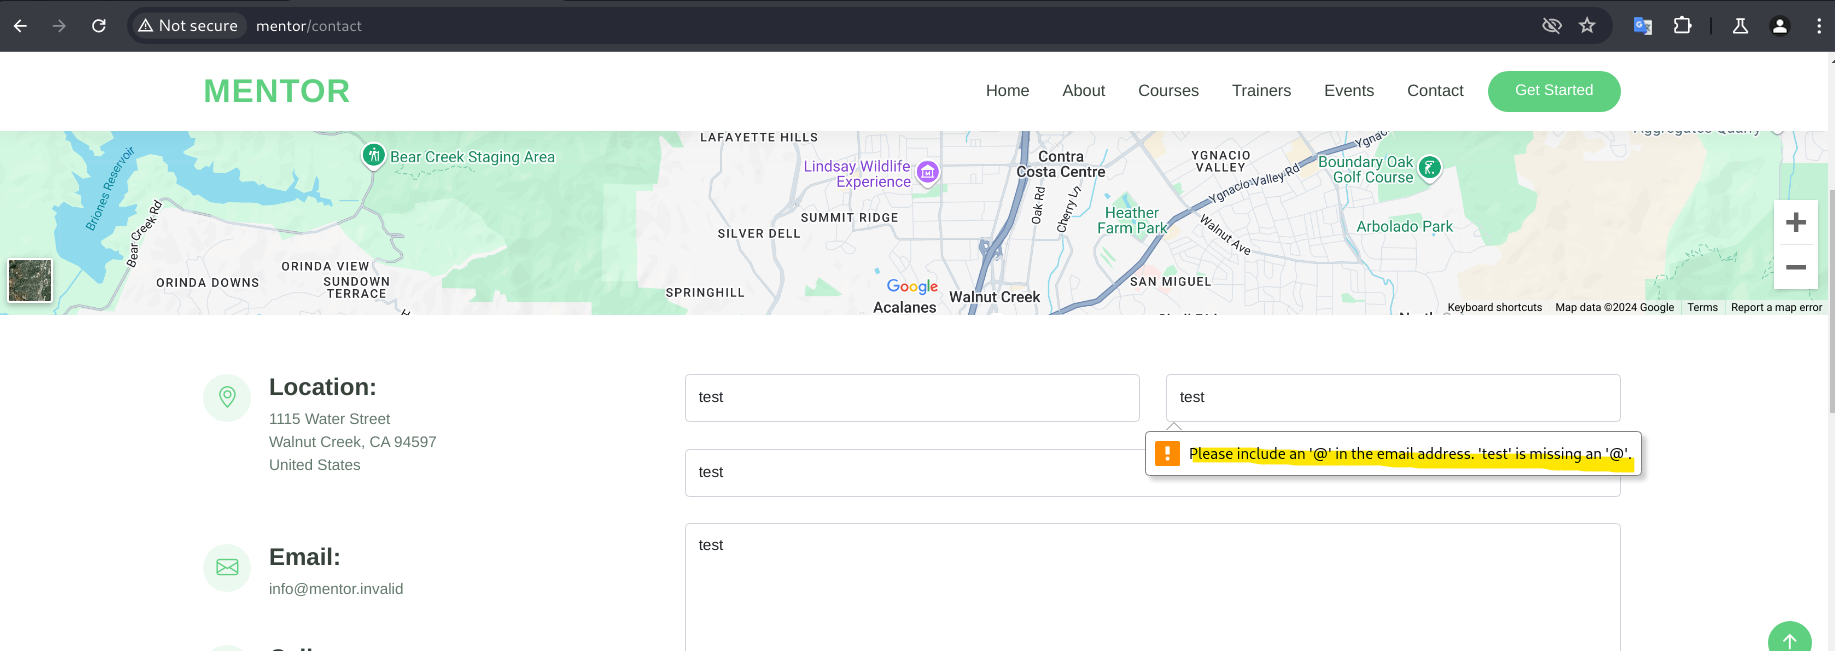 Not secure mentor/contact
MENTOR
Home About Courses Trainers Events Contact Get Started
LAFAYETTE HILLS
Bear Creek Staging Area
Lindsay Wildlife
Experience
Contra
Costa Centre
YGNACIO
VALLEY
Boundary Oak
Golf Course
Briones Reservoir
Bear Creek Rd
Ygnacio Valley Rd
Oak Rd
Cherry Ln
SUMMIT RIDGE
SILVER DELL
Heather
Farm Park
Walnut Ave
Arbolado Park
ORINDA VIEW
ORINDA DOWNS
SUNDOWN
TERRACE
SPRINGHILL
Google
Acalanes
Walnut Creek
SAN MIGUEL
Keyboard shortcuts Map data ©2024 Google Terms Report a map error
Location:
1115 Water Street
Walnut Creek, CA 94597
United States
test
test
Please include an '@' in the email address. 'test' is missing an '@'.
test
test
Email:
info@mentor.invalid